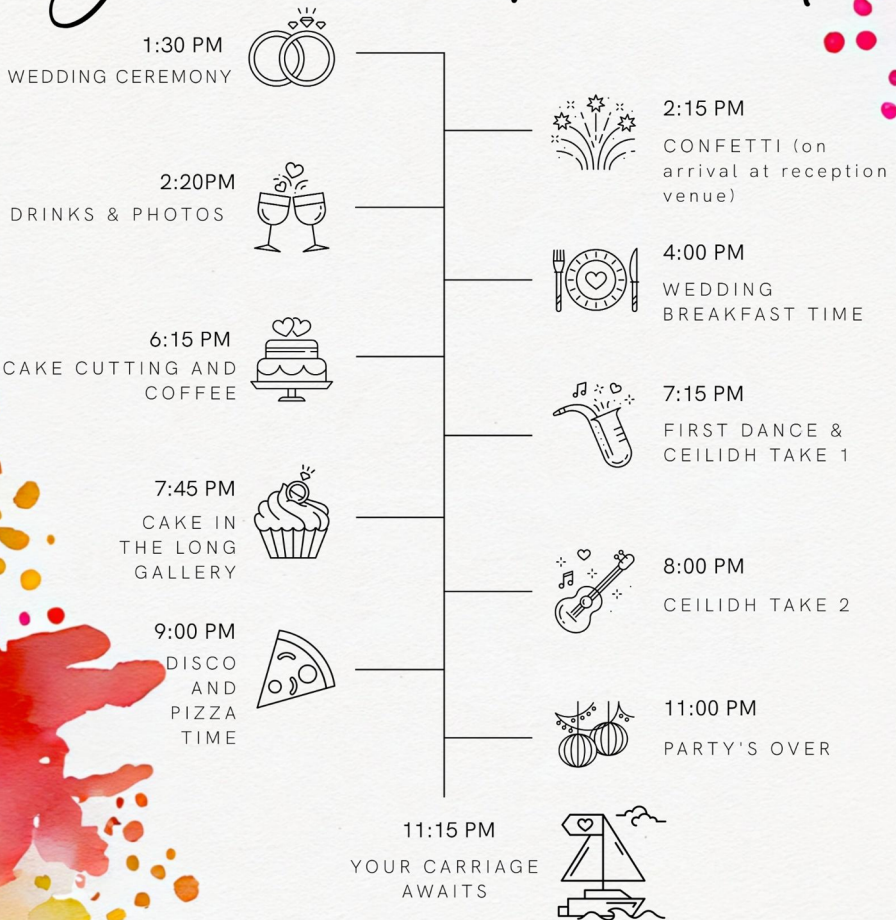 1:30 PM
WEDDING CEREMONY
2:15 PM
CONFETTI (on
arrival at reception
venue)
2:20PM
DRINKS & PHOTOS
4:00 PM
WEDDING
BREAKFAST TIME
6:15 PM
CAKE CUTTING AND
COFFEE
7:15 PM
FIRST DANCE &
CEILIDH TAKE 1
7:45 PM
CAKE IN
THE LONG
GALLERY
8:00 PM
CEILIDH TAKE 2
9:00 PM
DISCO
AND
PIZZA
TIME
11:00 PM
PARTY'S OVER
11:15 PM
YOUR CARRIAGE
AWAITS